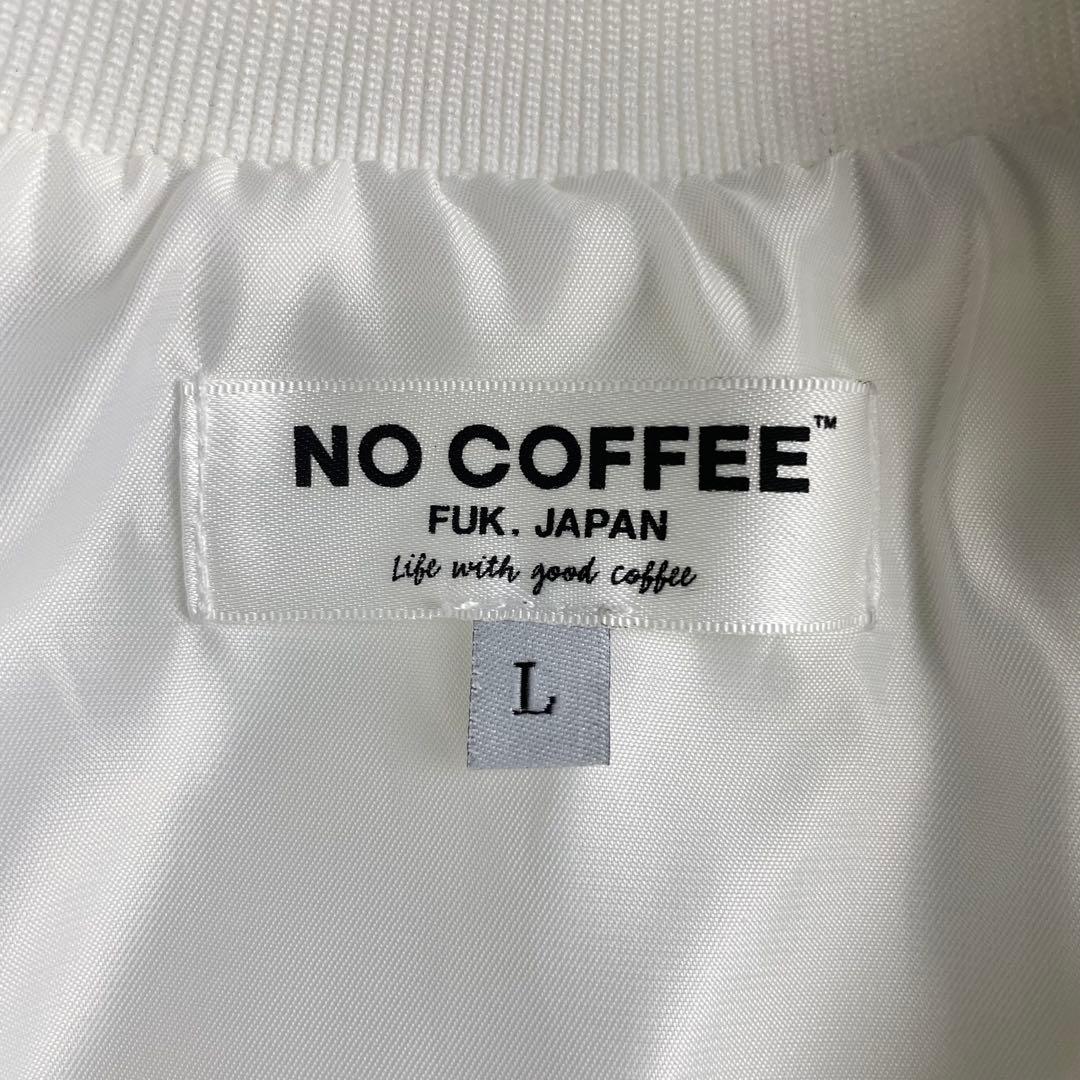 NO COFFEE™
FUK. JAPAN
Life with good coffee
L